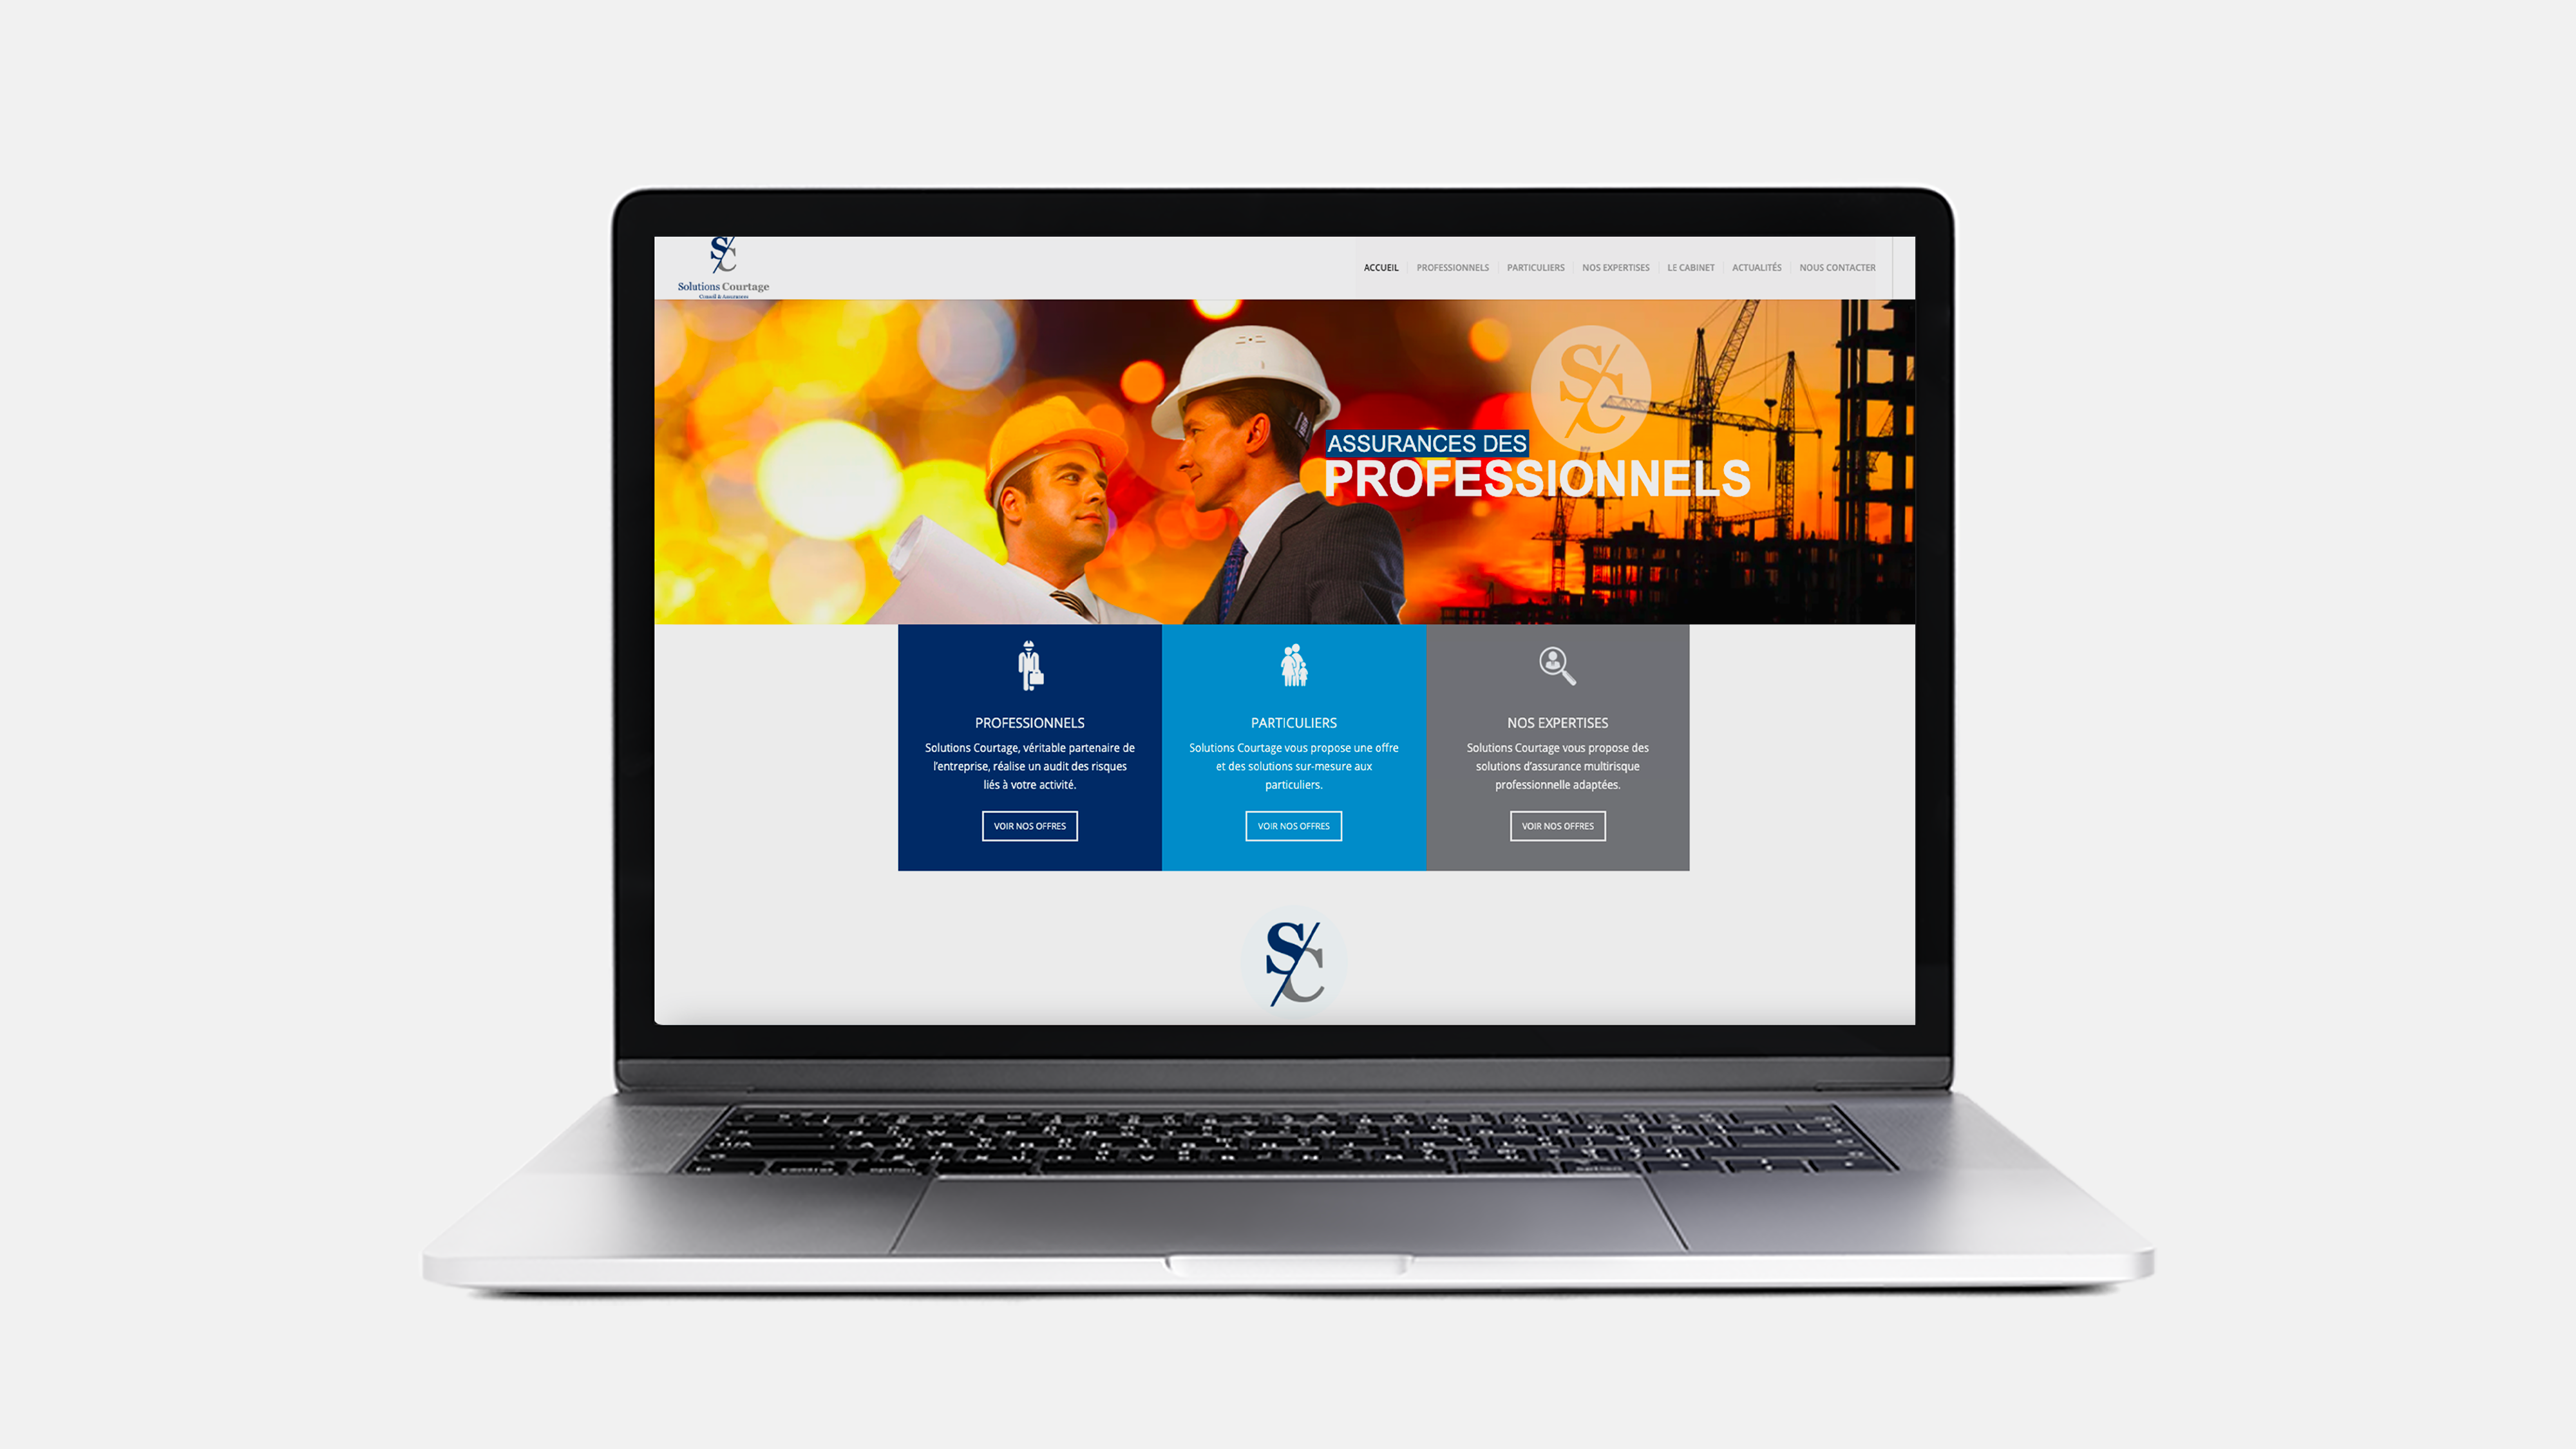 Solutions Courtage
Conseil & Assurances
ACCUEIL
PROFESSIONNELS
PARTICULIERS
NOS EXPERTISES
LE CABINET
ACTUALITÉS
NOUS CONTACTER
SC
ASSURANCES DES
PROFESSIONNELS
PROFESSIONNELS
Solutions Courtage, véritable partenaire de
l'entreprise, réalise un audit des risques
liés à votre activité.
VOIR NOS OFFRES
PARTICULIERS
Solutions Courtage vous propose une offre
et des solutions sur-mesure aux
particuliers.
VOIR NOS OFFRES
NOS EXPERTISES
Solutions Courtage vous propose des
solutions d'assurance multirisque
professionnelle adaptées.
VOIR NOS OFFRES
S/C